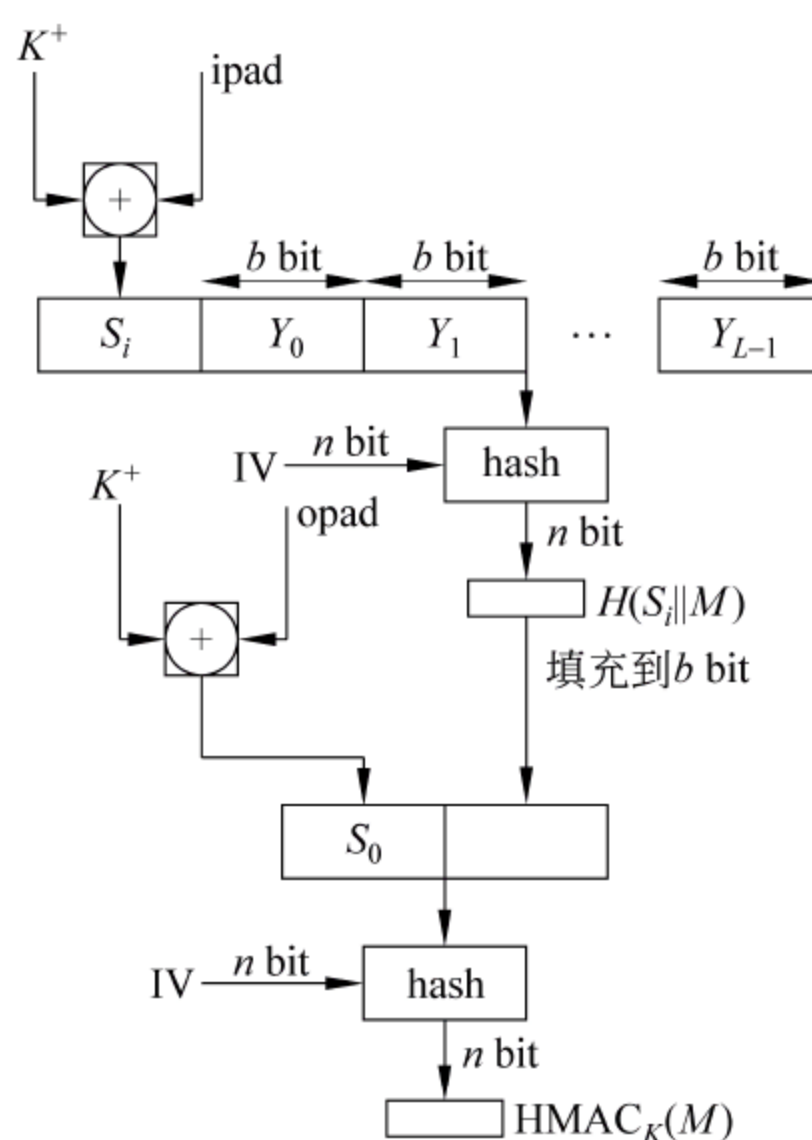 K⁺
ipad
+
b bit b bit b bit
Sᵢ Y₀ Y₁ … Y_{L−1}
IV n bit hash
K⁺
opad
n bit
+
H(Sᵢ||M)
填充到b bit
S₀
IV n bit hash
n bit
HMAC_K(M)